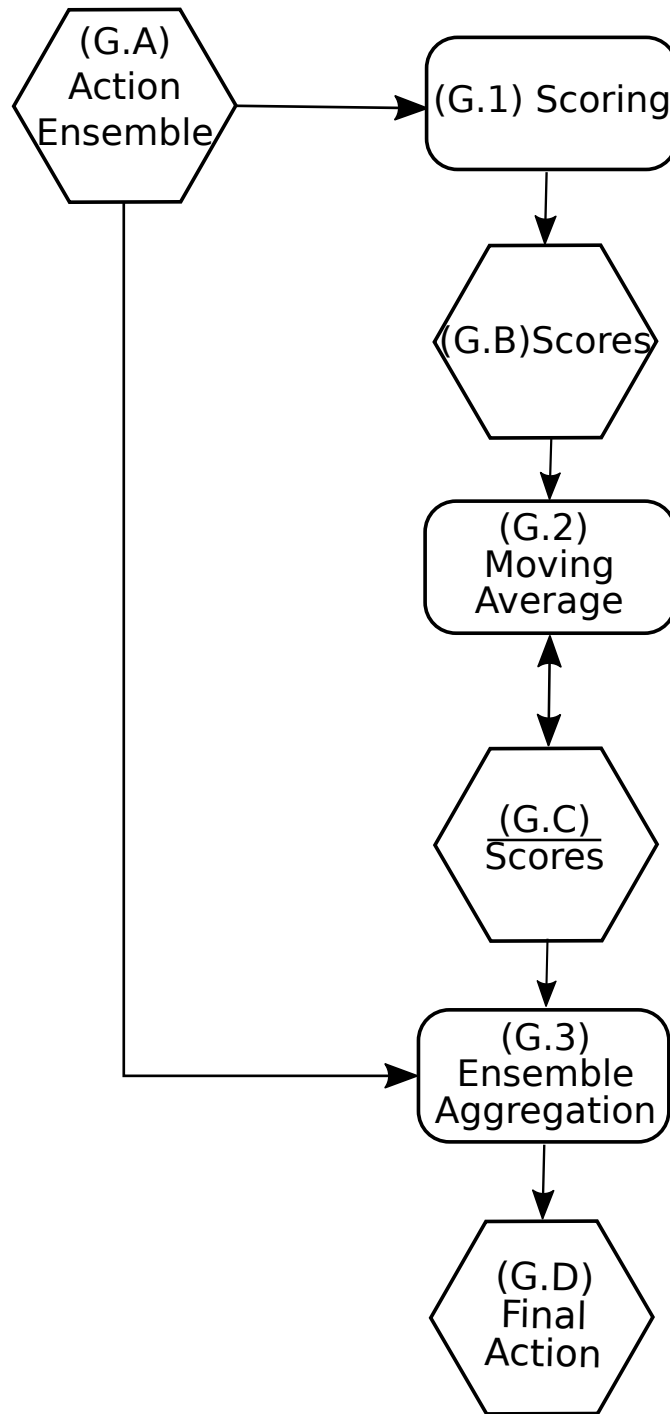 (G.A)
Action
Ensemble
(G.1) Scoring
(G.B)Scores
(G.2)
Moving
Average
(G.C)
Scores
(G.3)
Ensemble
Aggregation
(G.D)
Final
Action